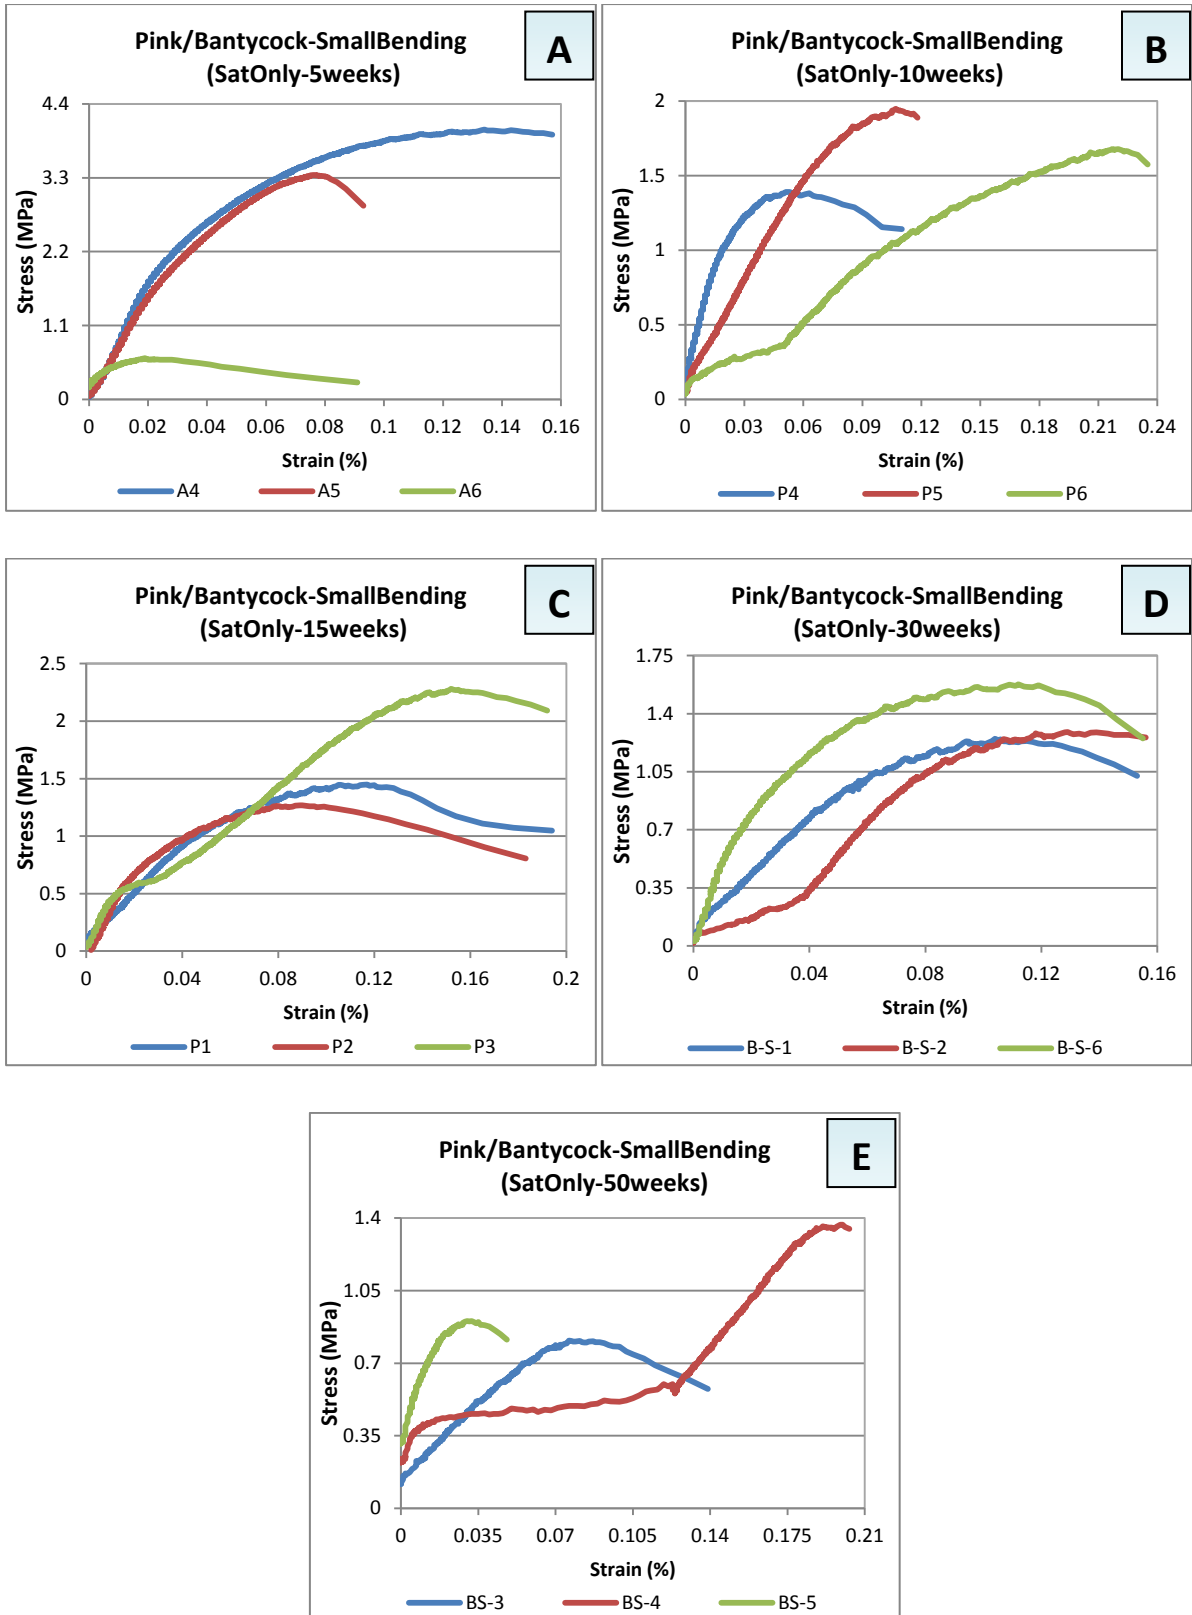 Pink/Bantycock-SmallBending
(SatOnly-5weeks)
A
4.4
3.3
2.2
1.1
0
Stress (MPa)
0 0.02 0.04 0.06 0.08 0.1 0.12 0.14 0.16
Strain (%)
A4 A5 A6
Pink/Bantycock-SmallBending
(SatOnly-10weeks)
B
2
1.5
1
0.5
0
Stress (MPa)
0 0.03 0.06 0.09 0.12 0.15 0.18 0.21 0.24
Strain (%)
P4 P5 P6
Pink/Bantycock-SmallBending
(SatOnly-15weeks)
C
2.5
2
1.5
1
0.5
0
Stress (MPa)
0 0.04 0.08 0.12 0.16 0.2
Strain (%)
P1 P2 P3
Pink/Bantycock-SmallBending
(SatOnly-30weeks)
D
1.75
1.4
1.05
0.7
0.35
0
Stress (MPa)
0 0.04 0.08 0.12 0.16
Strain (%)
B-S-1 B-S-2 B-S-6
Pink/Bantycock-SmallBending
(SatOnly-50weeks)
E
1.4
1.05
0.7
0.35
0
Stress (MPa)
0 0.035 0.07 0.105 0.14 0.175 0.21
Strain (%)
BS-3 BS-4 BS-5